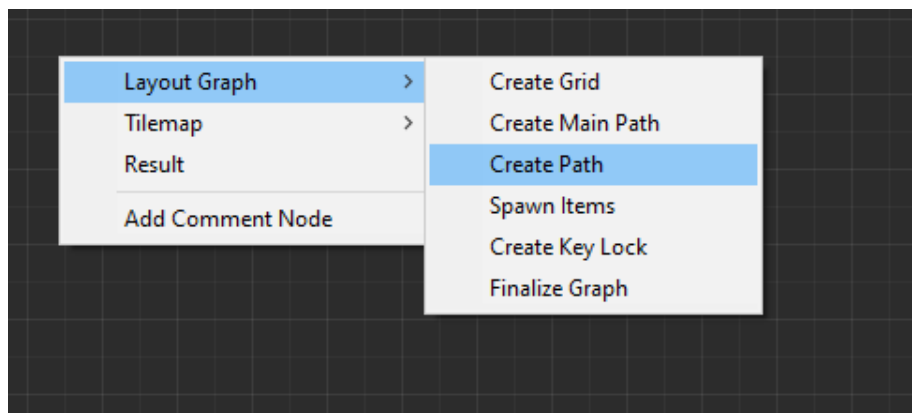 Layout Graph
Tilemap
Result
Add Comment Node
Create Grid
Create Main Path
Create Path
Spawn Items
Create Key Lock
Finalize Graph